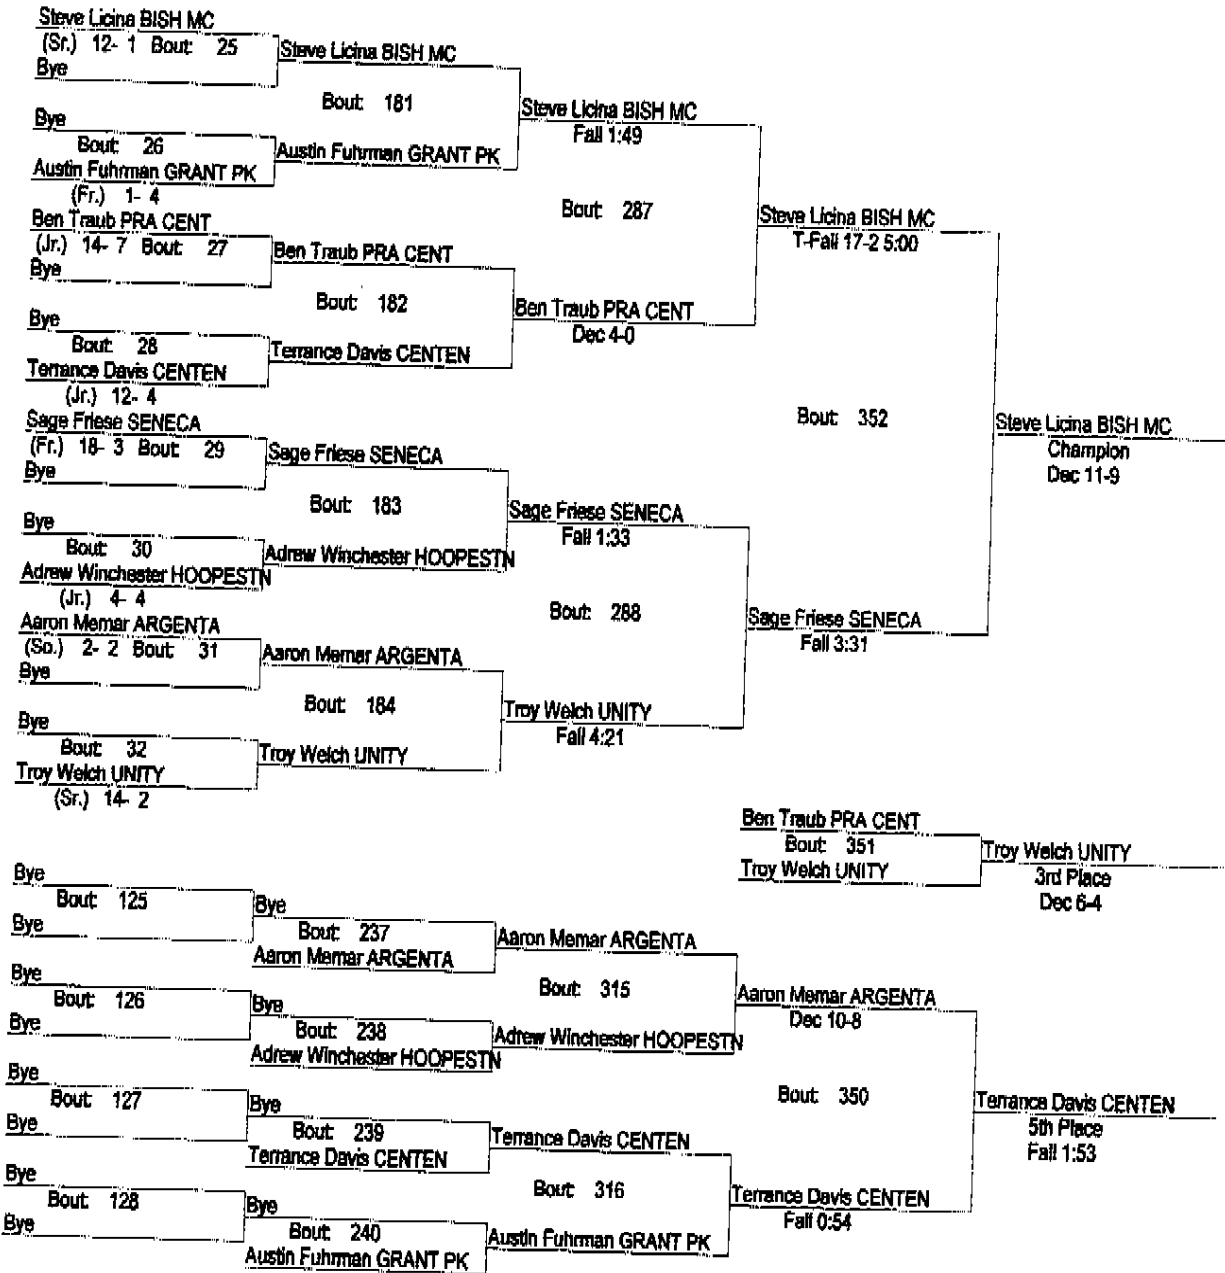 Steve Licina BISH MC
(Sr.) 12- 1 Bout: 25
Bye
Steve Licina BISH MC
Bout: 181
Bye
Bout: 26
Austin Fuhrman GRANT PK
(Fr.) 1- 4
Austin Fuhrman GRANT PK
Steve Licina BISH MC
Fall 1:49
Bout: 287
Ben Traub PRA CENT
(Jr.) 14- 7 Bout: 27
Bye
Ben Traub PRA CENT
Bout: 182
Bye
Bout: 28
Terrance Davis CENTEN
(Jr.) 12- 4
Terrance Davis CENTEN
Ben Traub PRA CENT
Dec 4-0
Steve Licina BISH MC
T-Fall 17-2 5:00
Bout: 352
Steve Licina BISH MC
Champion
Dec 11-9
Sage Friese SENECA
(Fr.) 18- 3 Bout: 29
Bye
Sage Friese SENECA
Bout: 183
Bye
Bout: 30
Adrew Winchester HOOPESTN
(Jr.) 4- 4
Adrew Winchester HOOPESTN
Sage Friese SENECA
Fall 1:33
Bout: 288
Sage Friese SENECA
Fall 3:31
Aaron Memar ARGENTA
(So.) 2- 2 Bout: 31
Bye
Aaron Memar ARGENTA
Bout: 184
Bye
Bout: 32
Troy Welch UNITY
(Sr.) 14- 2
Troy Welch UNITY
Troy Welch UNITY
Fall 4:21
Ben Traub PRA CENT
Bout: 351
Troy Welch UNITY
Troy Welch UNITY
3rd Place
Dec 6-4
Bye
Bout: 125
Bye
Bye
Bout: 237
Aaron Memar ARGENTA
Aaron Memar ARGENTA
Bout: 315
Bye
Bout: 126
Bye
Bye
Bout: 238
Adrew Winchester HOOPESTN
Adrew Winchester HOOPESTN
Aaron Memar ARGENTA
Dec 10-8
Bout: 350
Bye
Bout: 127
Bye
Bye
Bout: 239
Terrance Davis CENTEN
Terrance Davis CENTEN
Bout: 316
Bye
Bout: 128
Bye
Bye
Bout: 240
Austin Fuhrman GRANT PK
Austin Fuhrman GRANT PK
Terrance Davis CENTEN
Fall 0:54
Terrance Davis CENTEN
5th Place
Fall 1:53